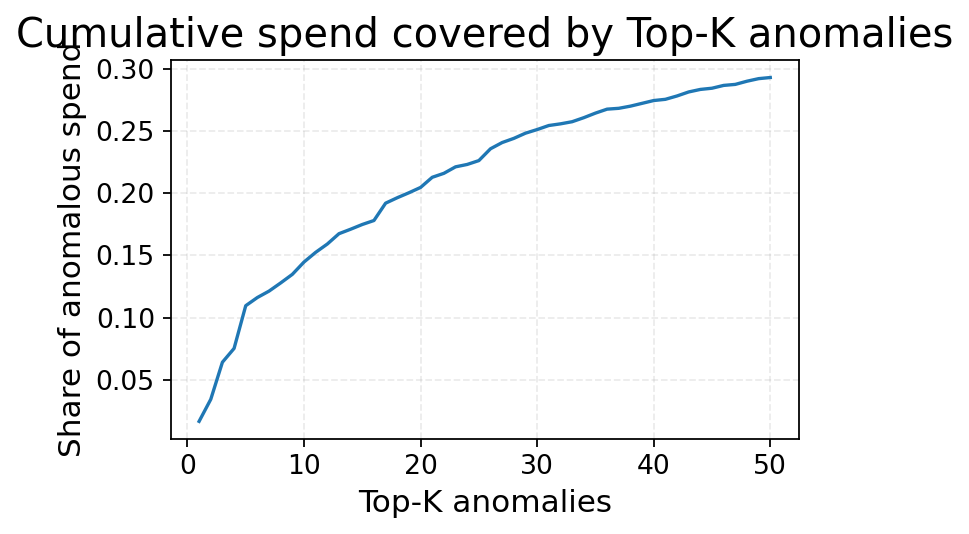 Cumulative spend covered by Top-K anomalies
Share of anomalous spend
0.30
0.25
0.20
0.15
0.10
0.05
0 10 20 30 40 50
Top-K anomalies